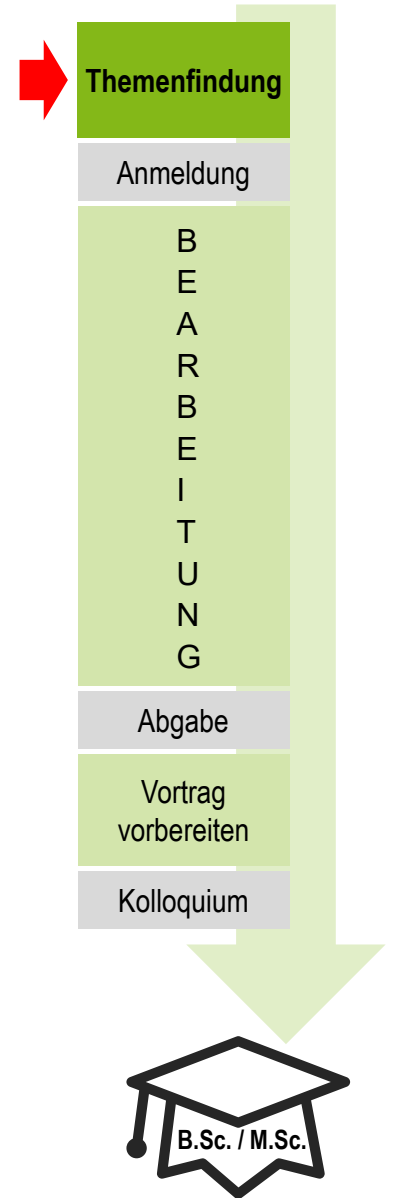 Themenfindung
Anmeldung
B
E
A
R
B
E
I
T
U
N
G
Abgabe
Vortrag
vorbereiten
Kolloquium
B.Sc. / M.Sc.